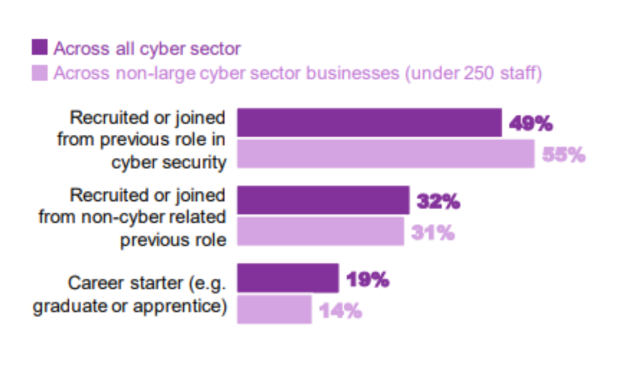 Across all cyber sector
Across non-large cyber sector businesses (under 250 staff)
Recruited or joined
from previous role in
cyber security
49%
55%
Recruited or joined
from non-cyber related
previous role
32%
31%
Career starter (e.g.
graduate or apprentice)
19%
14%